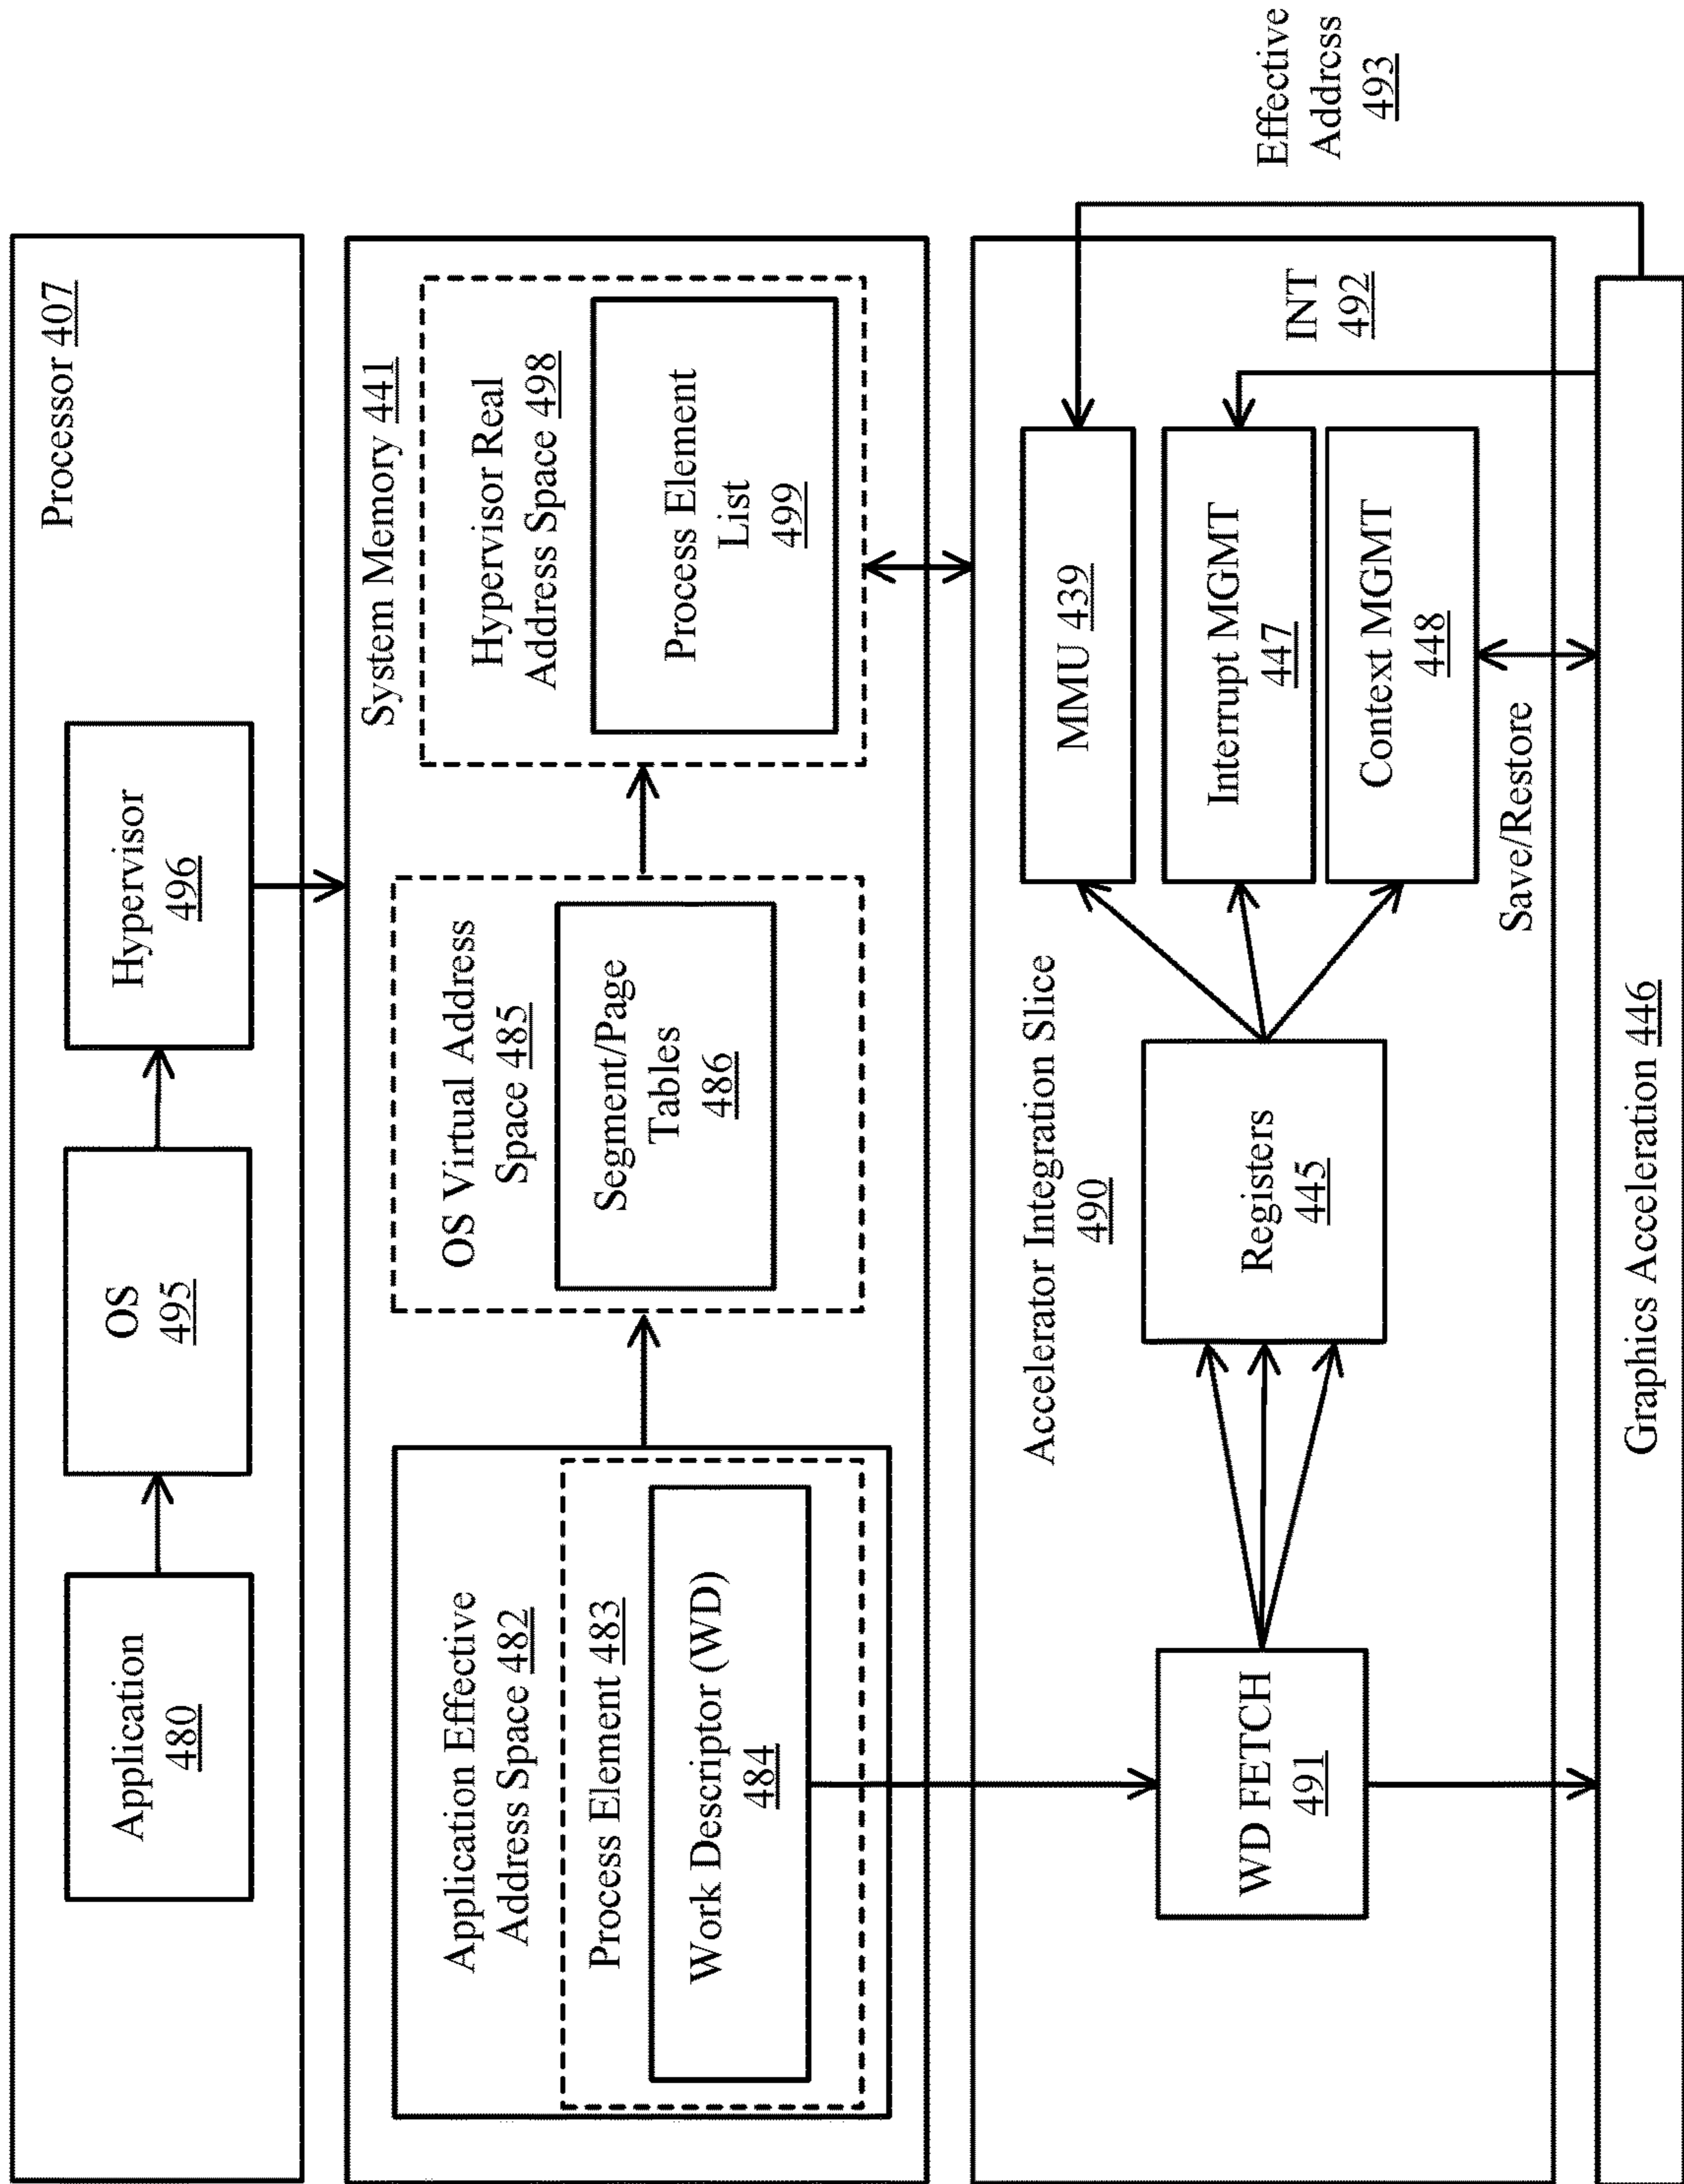 Processor 407
Application
480
OS
495
Hypervisor
496
System Memory 441
Application Effective
Address Space 482
Process Element 483
Work Descriptor (WD)
484
OS Virtual Address
Space 485
Segment/Page
Tables
486
Hypervisor Real
Address Space 498
Process Element
List
499
Accelerator Integration Slice
490
WD FETCH
491
Registers
445
MMU 439
Interrupt MGMT
447
Context MGMT
448
INT
492
Save/Restore
Effective
Address
493
Graphics Acceleration 446